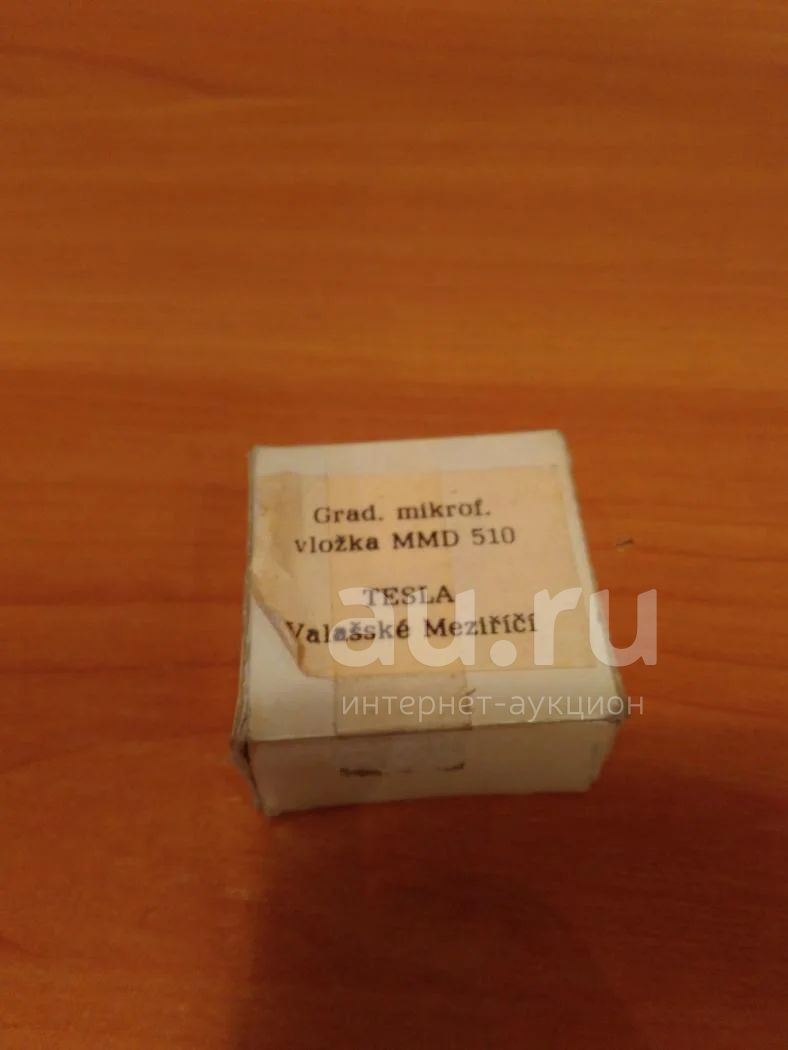 Grad. mikrof.
vložka MMD 510
TESLA
Valašské Meziříčí
au.ru
интернет-аукцион